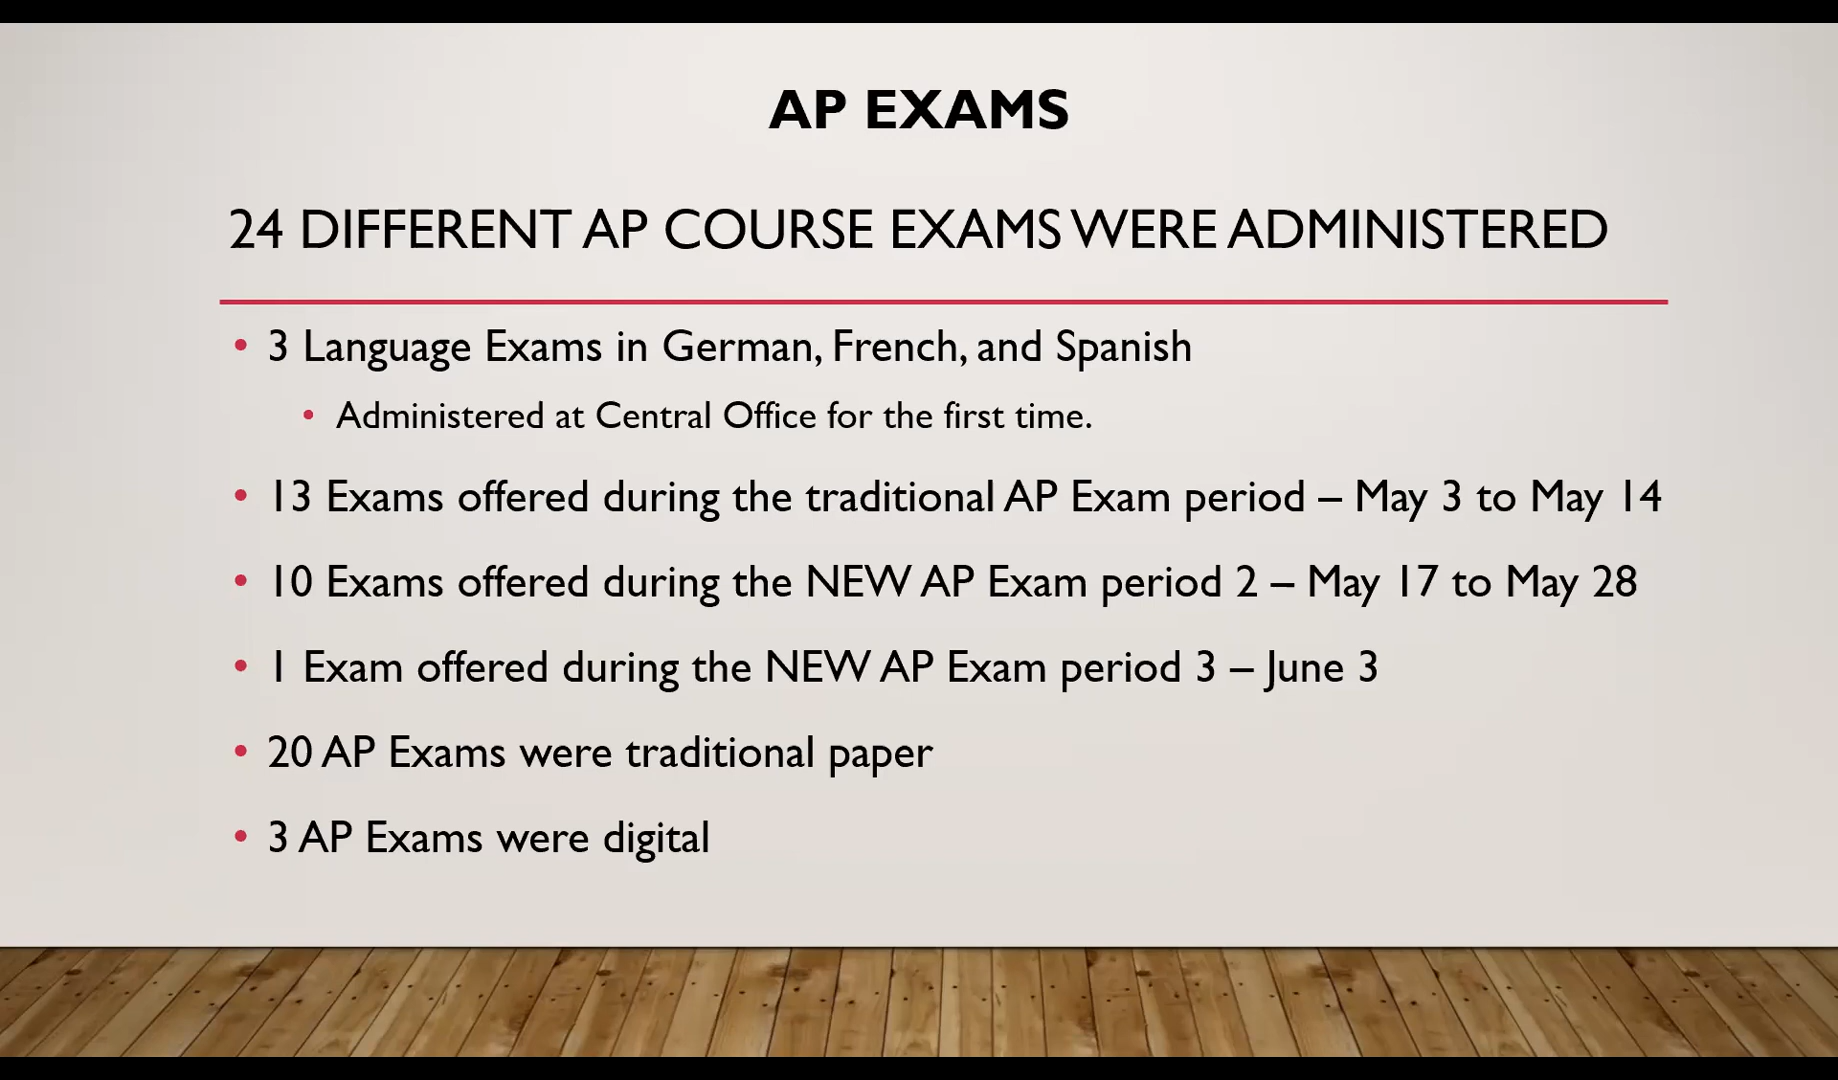 AP EXAMS
24 DIFFERENT AP COURSE EXAMS WERE ADMINISTERED
• 3 Language Exams in German, French, and Spanish
• Administered at Central Office for the first time.
• 13 Exams offered during the traditional AP Exam period – May 3 to May 14
• 10 Exams offered during the NEW AP Exam period 2 – May 17 to May 28
• 1 Exam offered during the NEW AP Exam period 3 – June 3
• 20 AP Exams were traditional paper
• 3 AP Exams were digital